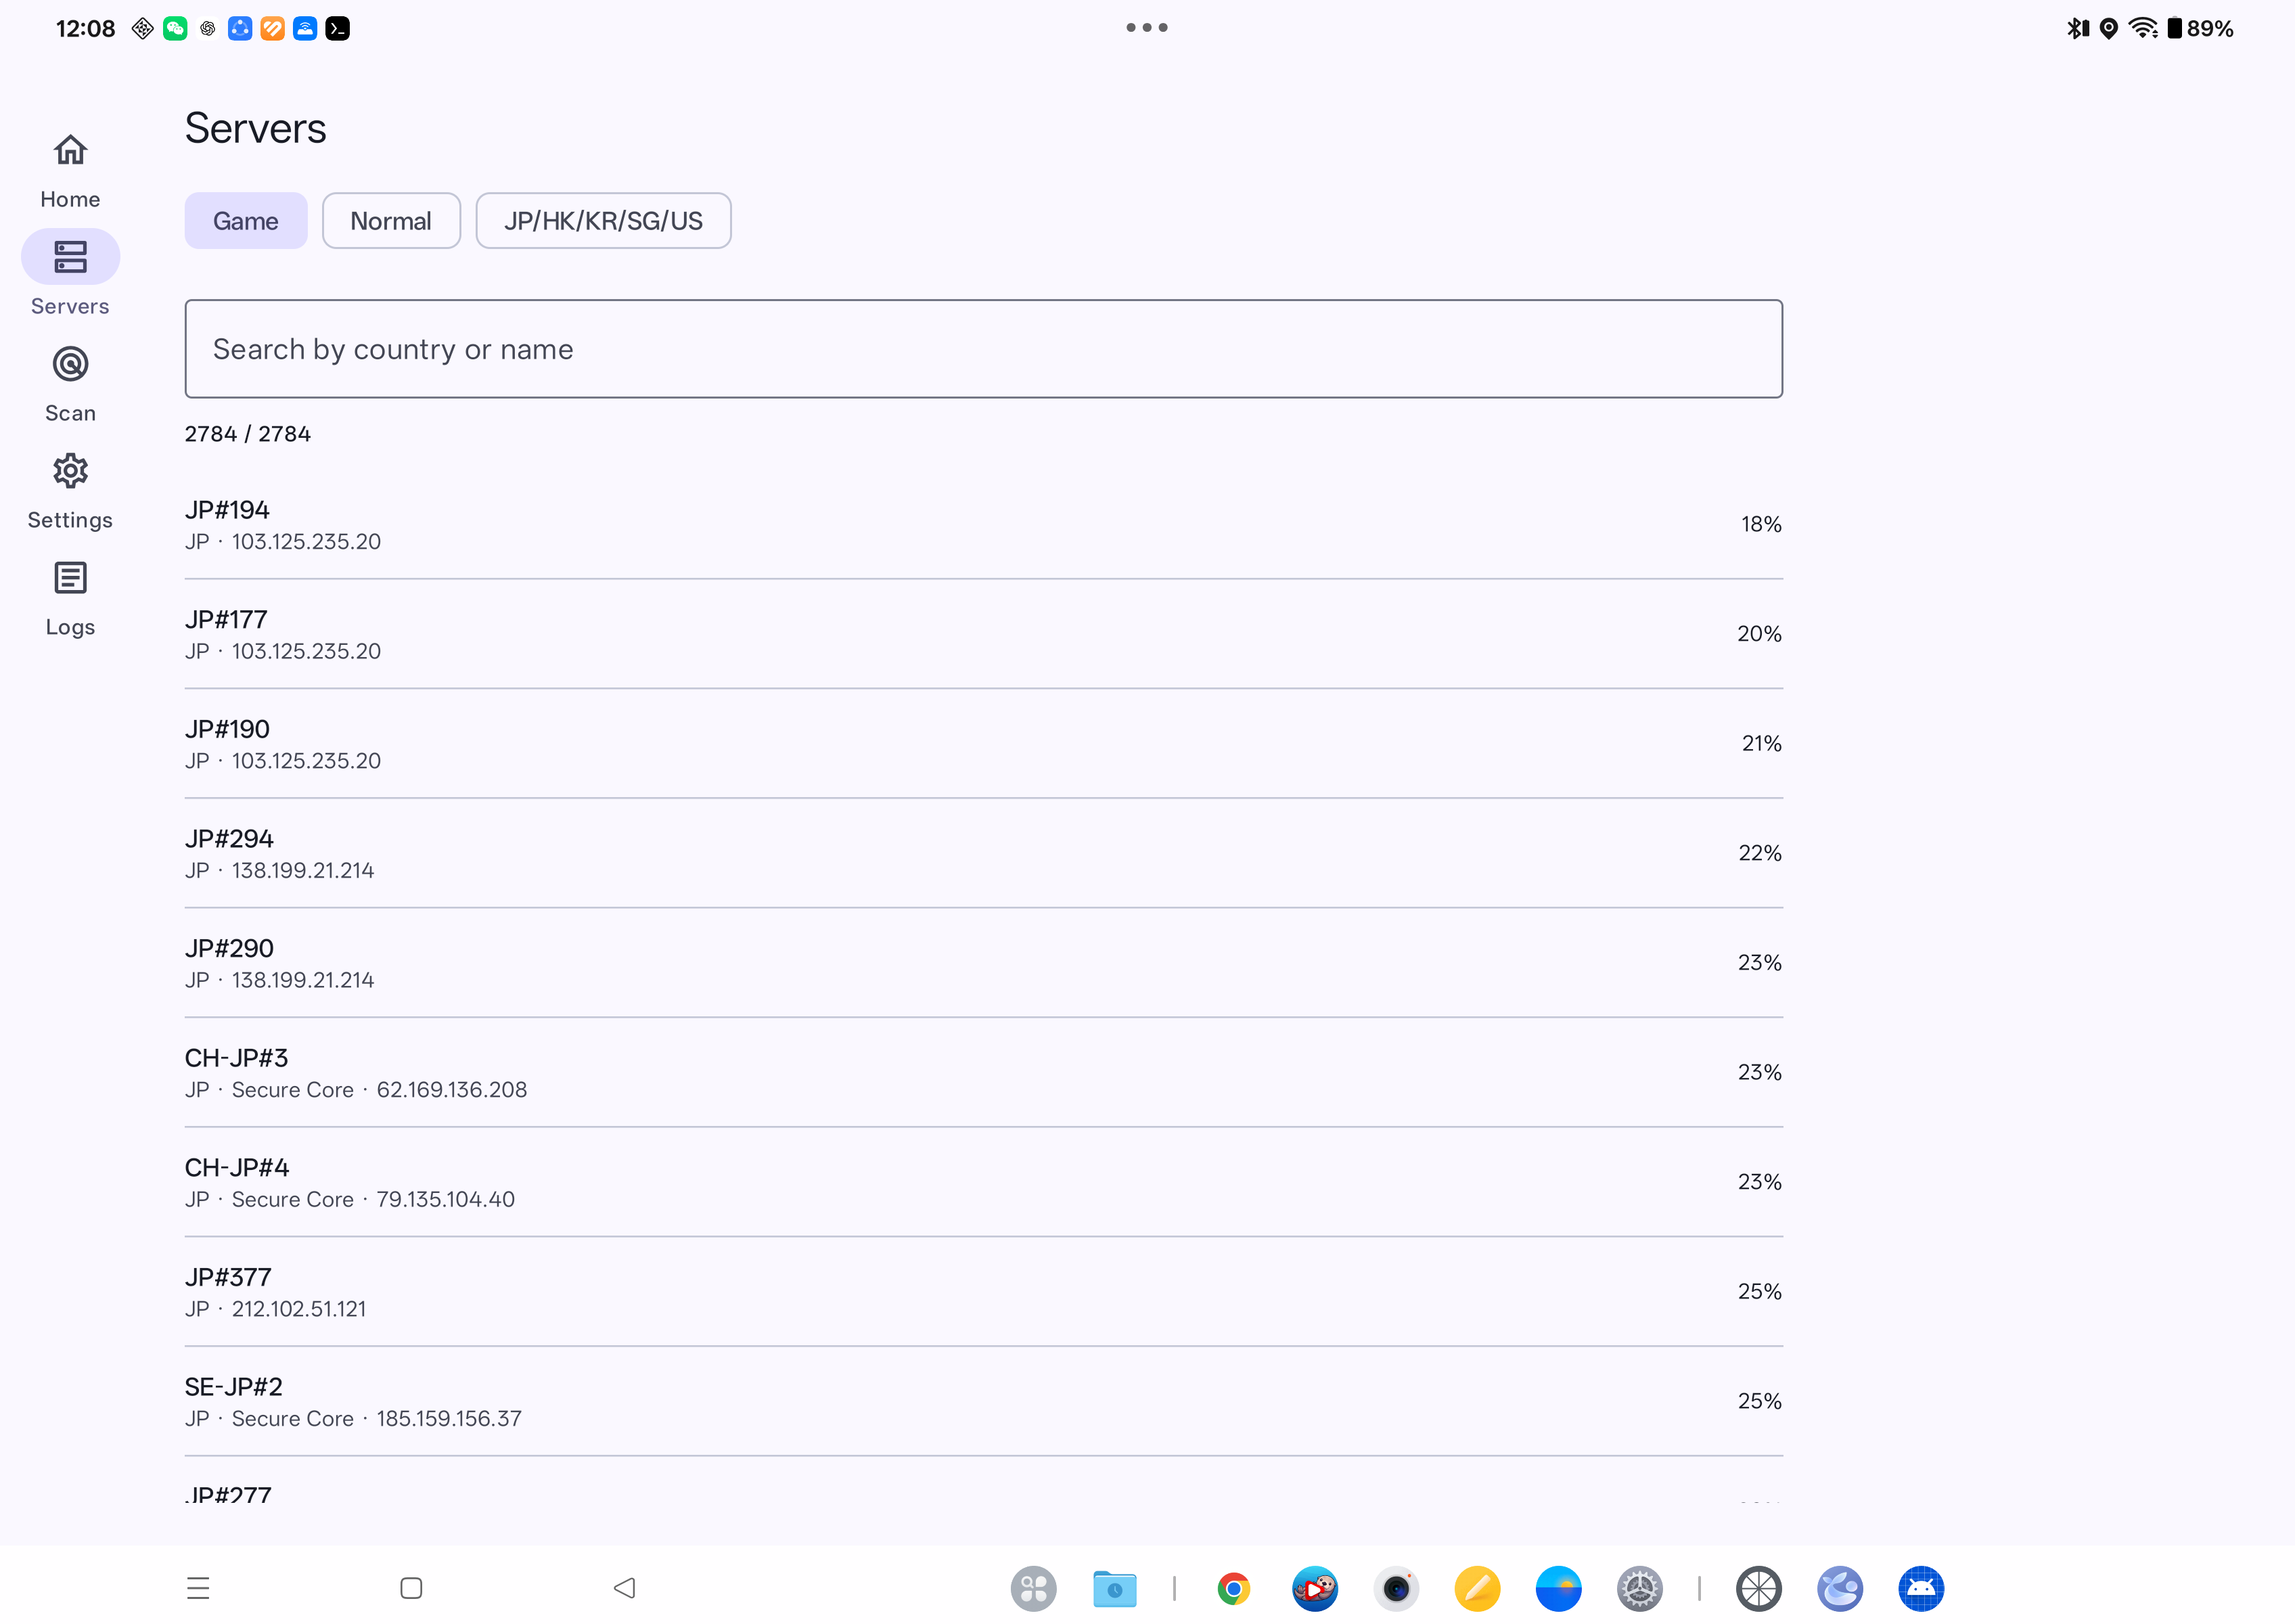 12:08
89%
Servers
Home
Game
Normal
JP/HK/KR/SG/US
Servers
Search by country or name
Scan
2784 / 2784
Settings
JP#194
JP · 103.125.235.20
18%
Logs
JP#177
JP · 103.125.235.20
20%
JP#190
JP · 103.125.235.20
21%
JP#294
JP · 138.199.21.214
22%
JP#290
JP · 138.199.21.214
23%
CH-JP#3
JP · Secure Core · 62.169.136.208
23%
CH-JP#4
JP · Secure Core · 79.135.104.40
23%
JP#377
JP · 212.102.51.121
25%
SE-JP#2
JP · Secure Core · 185.159.156.37
25%
JP#277